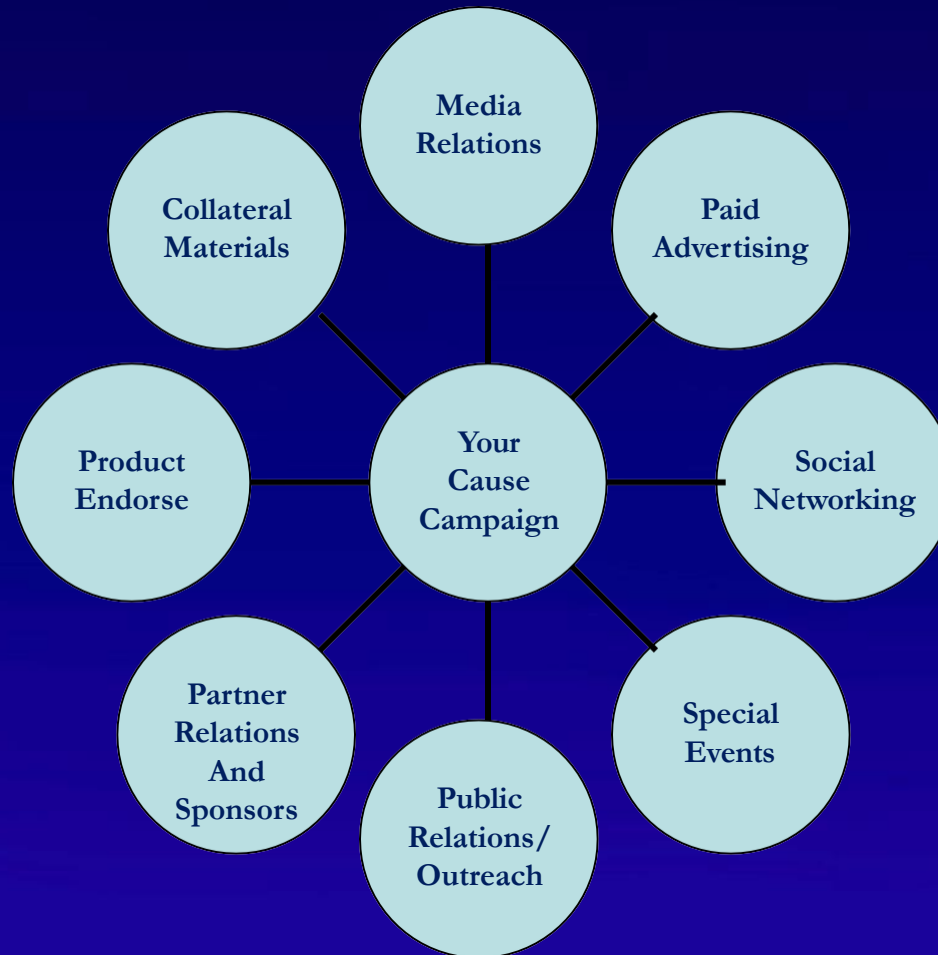 Media
Relations
Collateral
Materials
Paid
Advertising
Product
Endorse
Your
Cause
Campaign
Social
Networking
Partner
Relations
And
Sponsors
Special
Events
Public
Relations/
Outreach